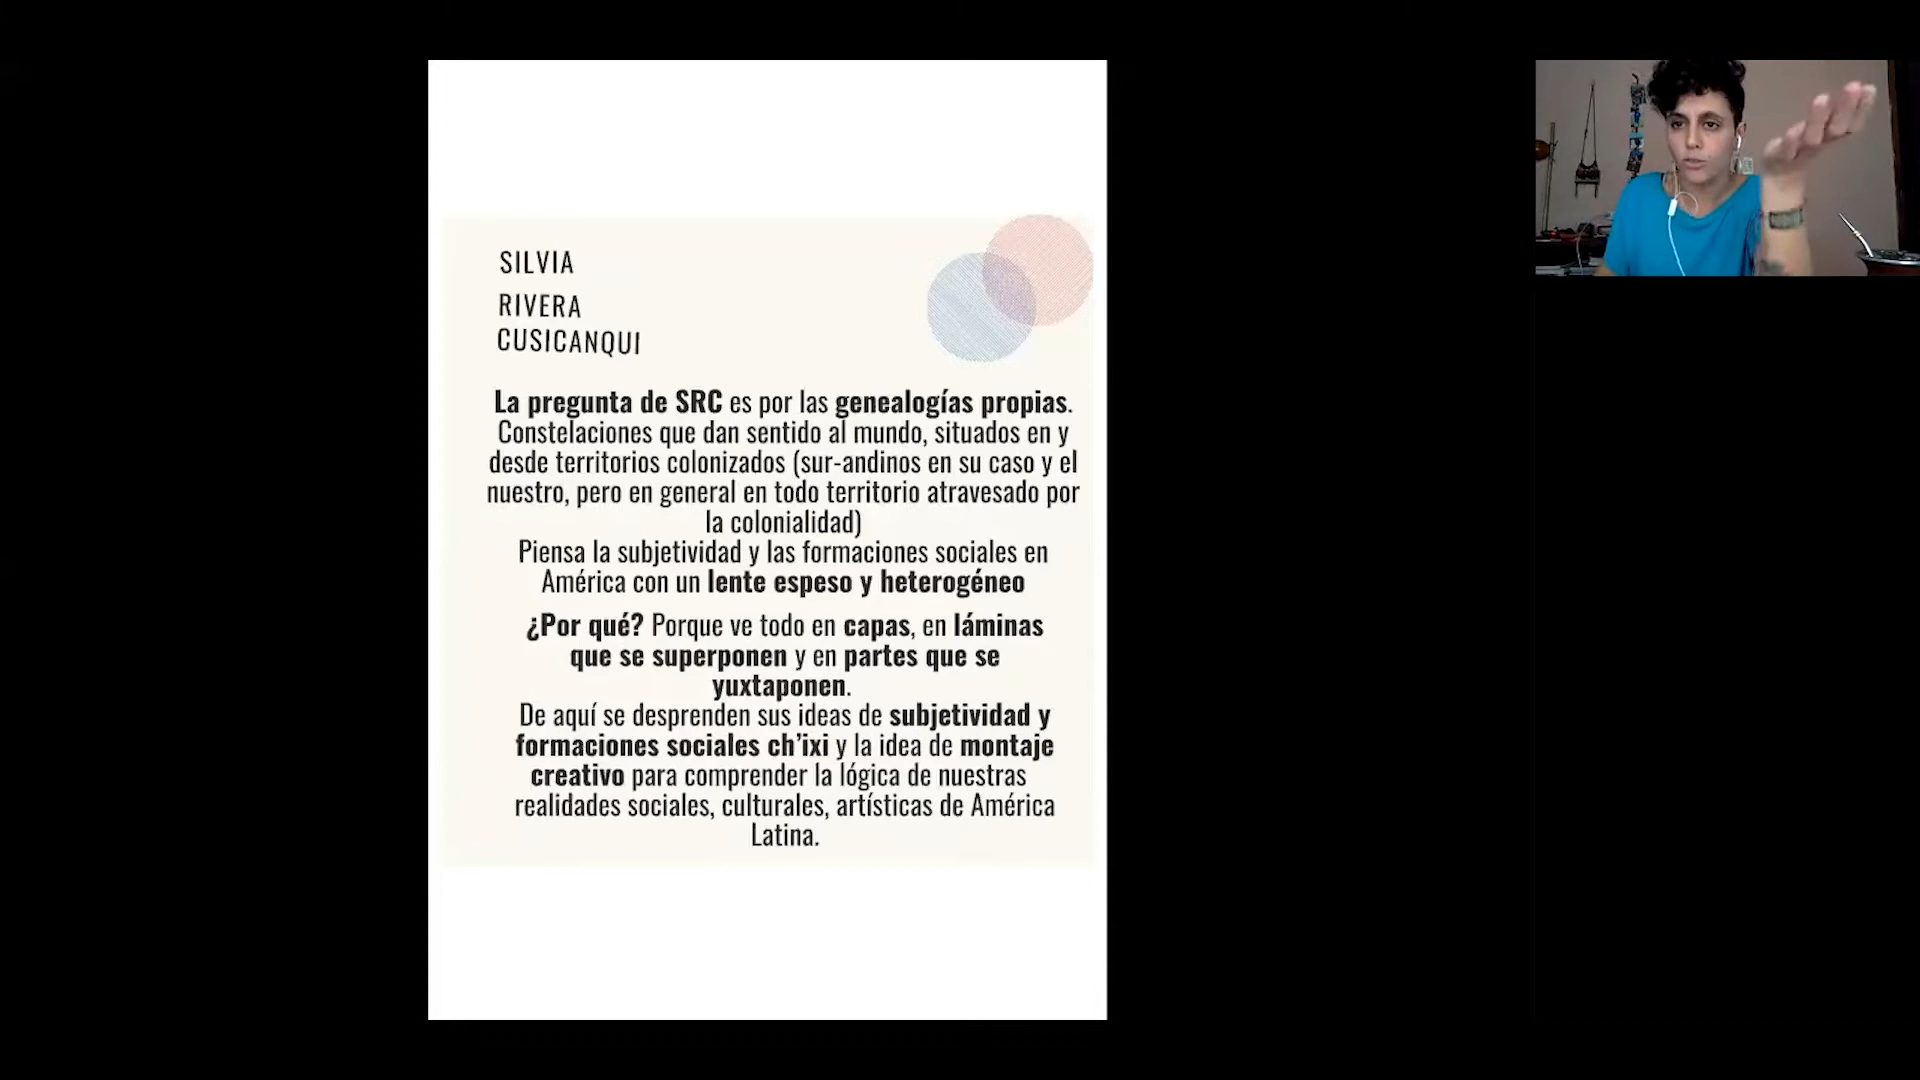 SILVIA
RIVERA
CUSICANQUI
La pregunta de SRC es por las genealogías propias.
Constelaciones que dan sentido al mundo, situados en y
desde territorios colonizados (sur-andinos en su caso y el
nuestro, pero en general en todo territorio atravesado por
la colonialidad)
Piensa la subjetividad y las formaciones sociales en
América con un lente espeso y heterogéneo
¿Por qué? Porque ve todo en capas, en láminas
que se superponen y en partes que se
yuxtaponen.
De aquí se desprenden sus ideas de subjetividad y
formaciones sociales ch'ixi y la idea de montaje
creativo para comprender la lógica de nuestras
realidades sociales, culturales, artísticas de América
Latina.